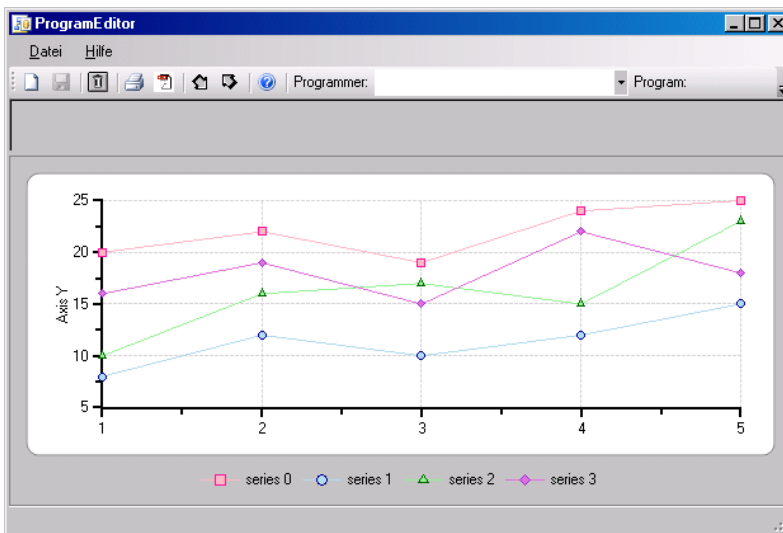 ProgramEditor
Datei Hilfe
Programmer: Program:
25
20
15
10
5
Axis Y
1 2 3 4 5
series 0 series 1 series 2 series 3